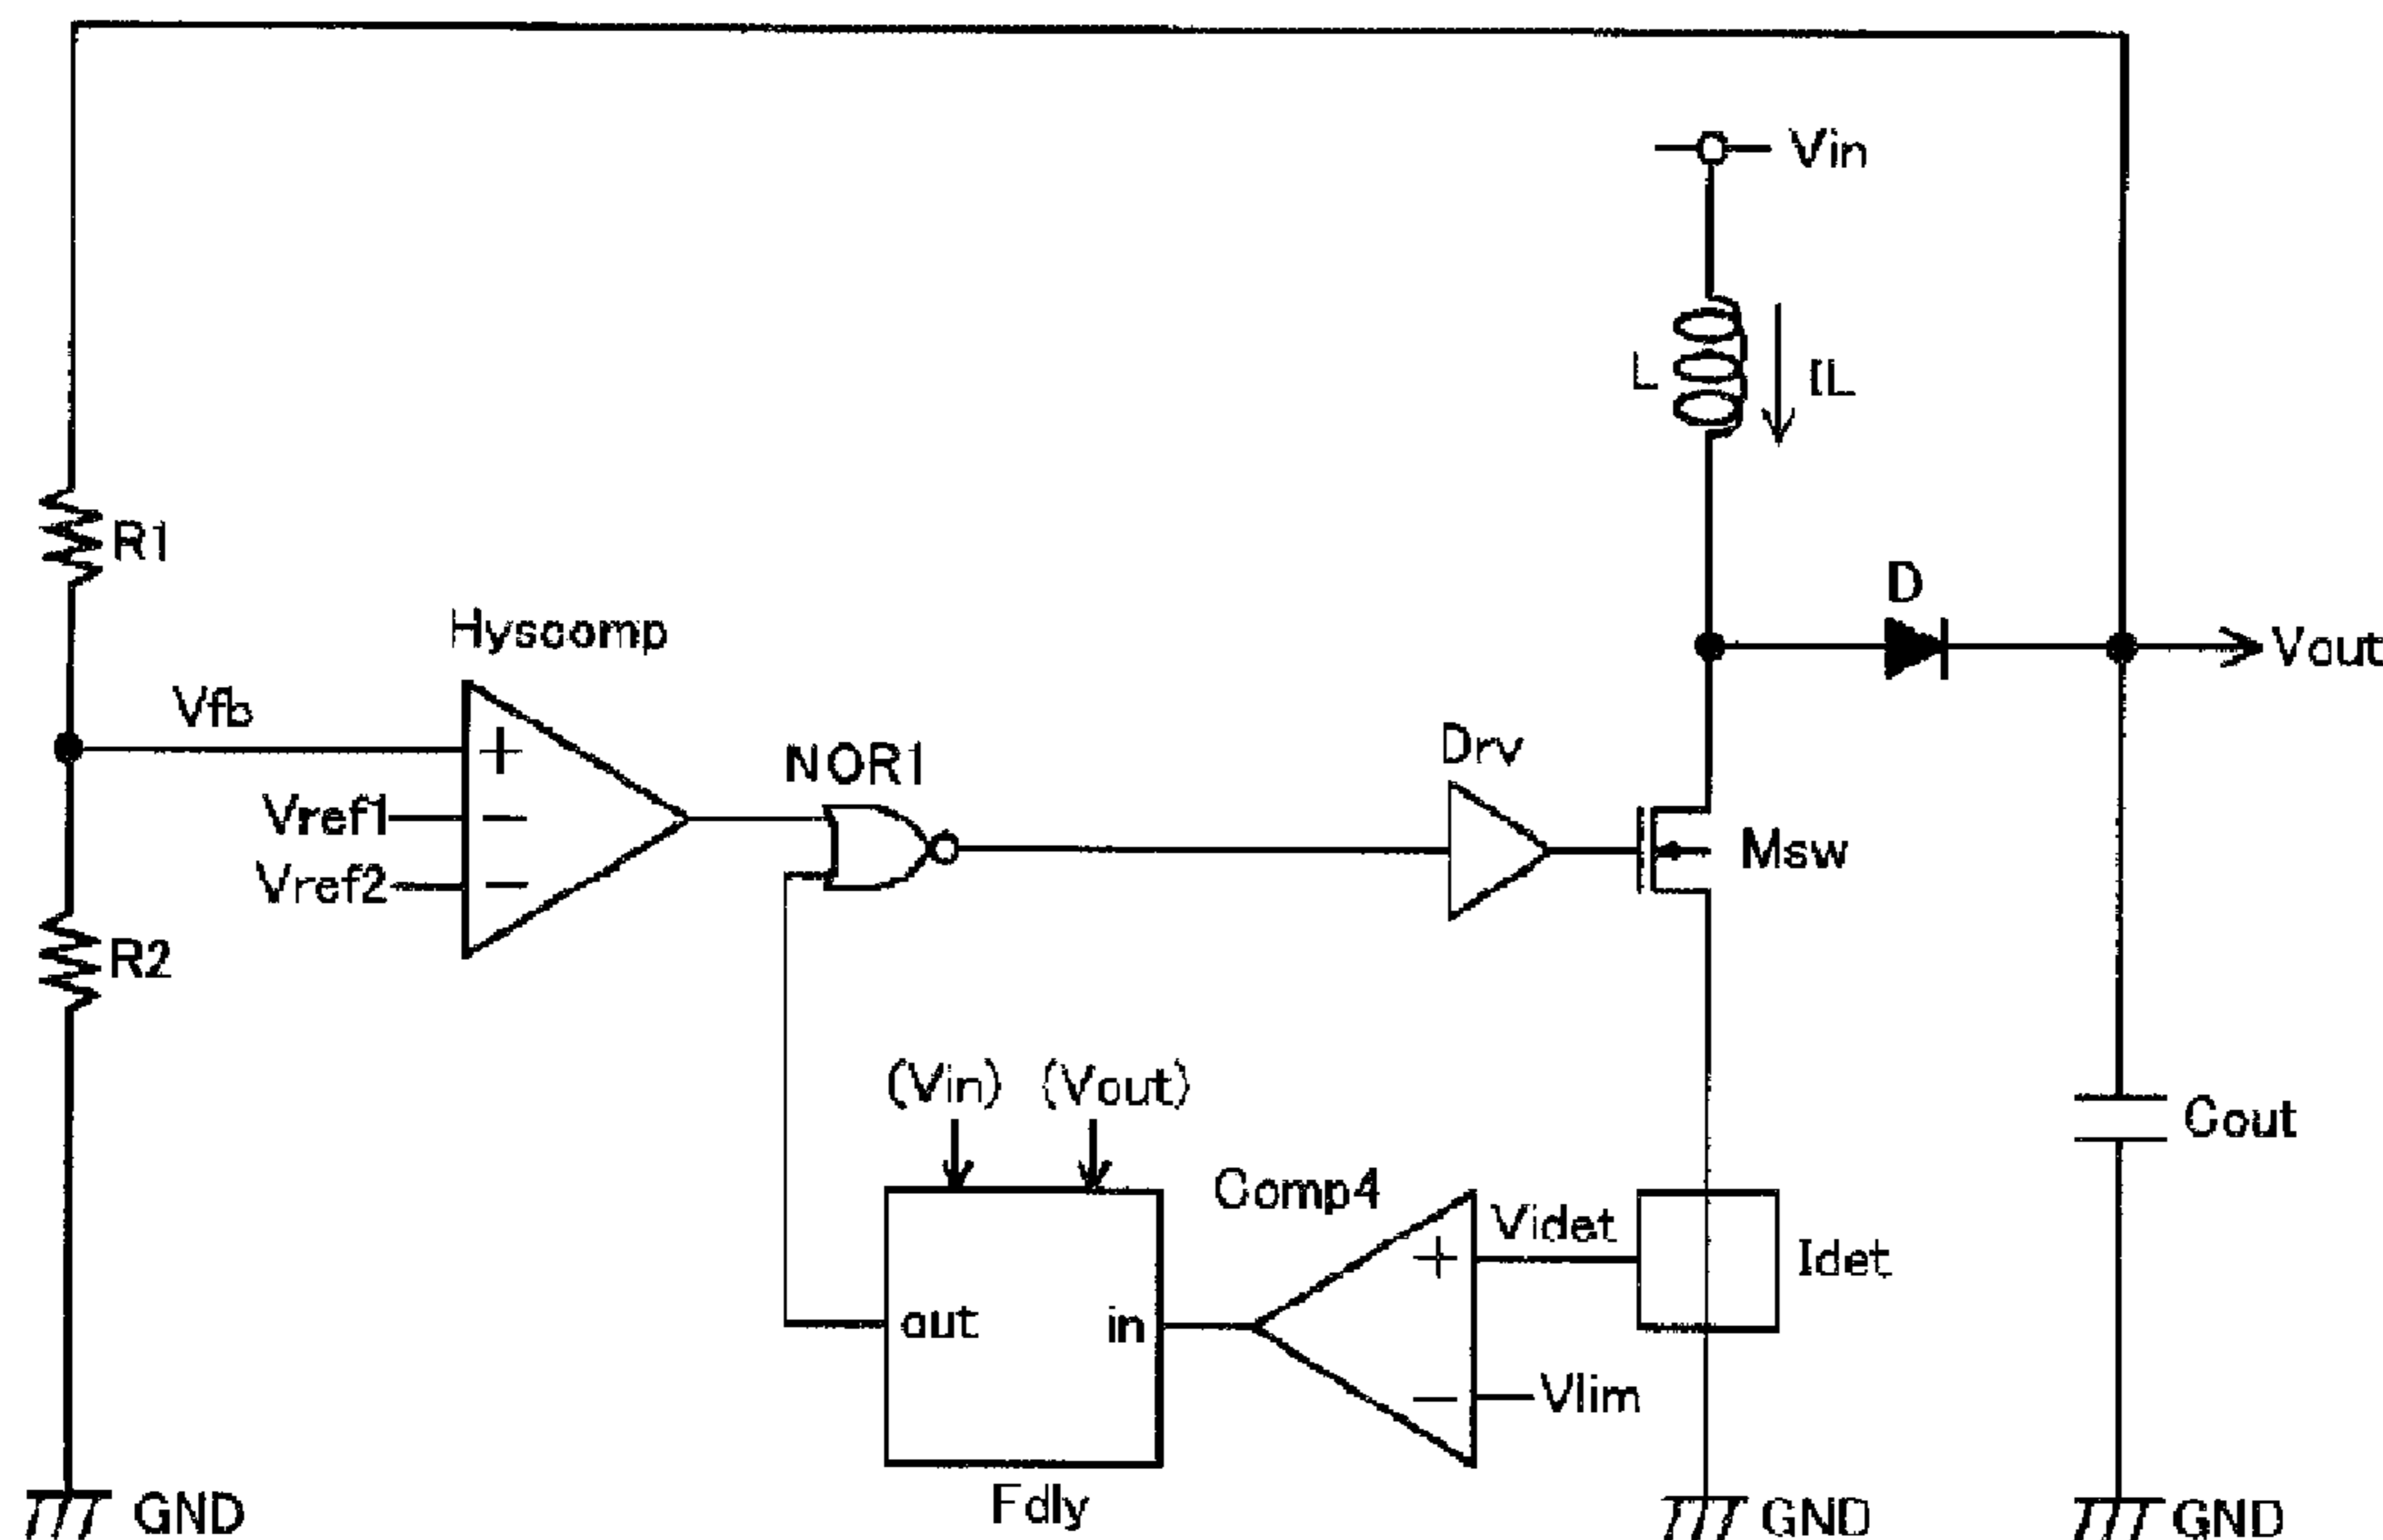 Vin
L
IL
R1
D
Hyscomp
Vout
Vfb
+
NOR1
Drv
Vref1
−
Msw
Vref2
−
R2
(Vin)
(Vout)
Cout
Comp4
Videt
+
Idet
out
in
−
Vlim
GND
Fdly
GND
GND